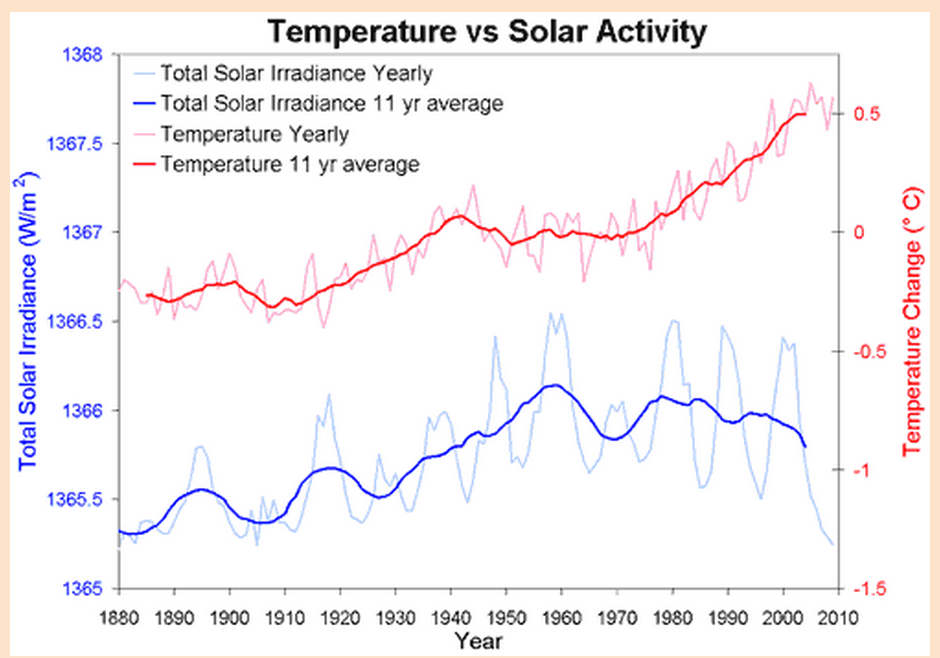 Temperature vs Solar Activity
Total Solar Irradiance Yearly
Total Solar Irradiance 11 yr average
Temperature Yearly
Temperature 11 yr average
Total Solar Irradiance (W/m²)
1368
1367.5
1367
1366.5
1366
1365.5
1365
0.5
0
-0.5
-1
-1.5
Temperature Change (° C)
1880 1890 1900 1910 1920 1930 1940 1950 1960 1970 1980 1990 2000 2010
Year